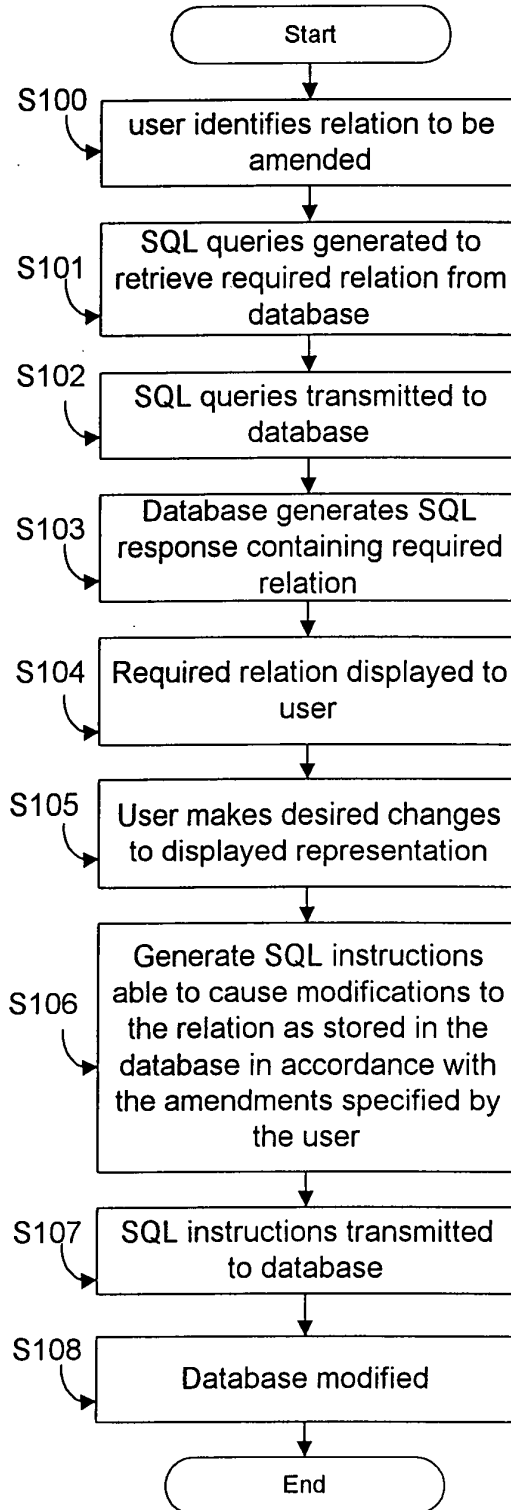 Start
S100
user identifies relation to be
amended
S101
SQL queries generated to
retrieve required relation from
database
S102
SQL queries transmitted to
database
S103
Database generates SQL
response containing required
relation
S104
Required relation displayed to
user
S105
User makes desired changes
to displayed representation
S106
Generate SQL instructions
able to cause modifications to
the relation as stored in the
database in accordance with
the amendments specified by
the user
S107
SQL instructions transmitted
to database
S108
Database modified
End